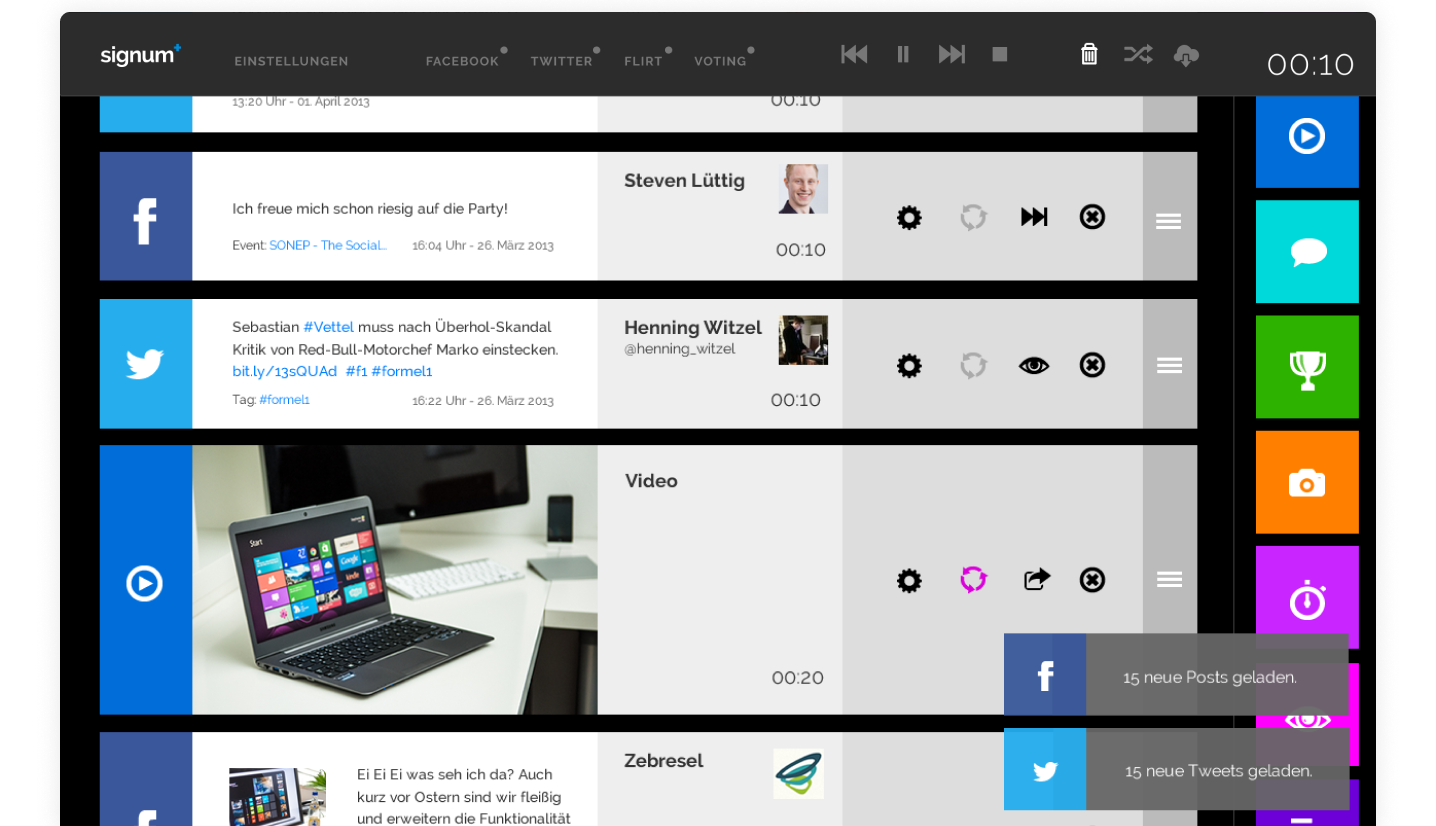 signum+
EINSTELLUNGEN FACEBOOK TWITTER FLIRT VOTING 00:10
13:20 Uhr - 01. April 2013 00:10
Steven Lüttig
Ich freue mich schon riesig auf die Party!
Event: SONEP - The Social... 16:04 Uhr - 26. März 2013 00:10
Sebastian #Vettel muss nach Überhol-Skandal
Kritik von Red-Bull-Motorchef Marko einstecken.
bit.ly/13sQUAd #f1 #formel1
Tag: #formel1 16:22 Uhr - 26. März 2013
Henning Witzel
@henning_witzel
00:10
Start
Google
kindle
Video
00:20
15 neue Posts geladen.
Ei Ei Ei was seh ich da? Auch
kurz vor Ostern sind wir fleißig
und erweitern die Funktionalität
Zebresel
15 neue Tweets geladen.